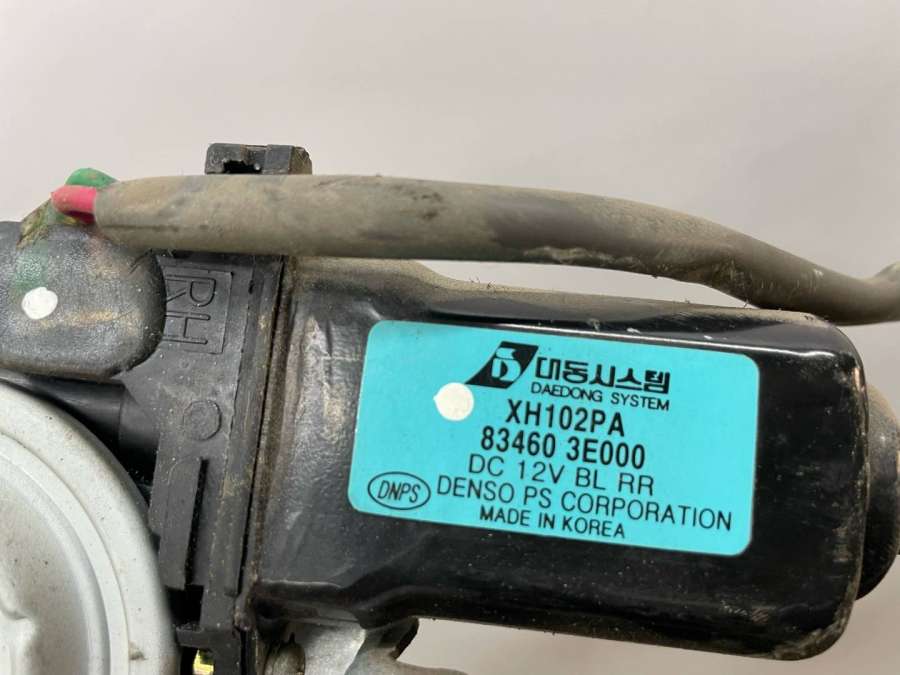 RH
대동시스템
DAEDONG SYSTEM
XH102PA
83460 3E000
DC 12V BL RR
DNPS DENSO PS CORPORATION
MADE IN KOREA